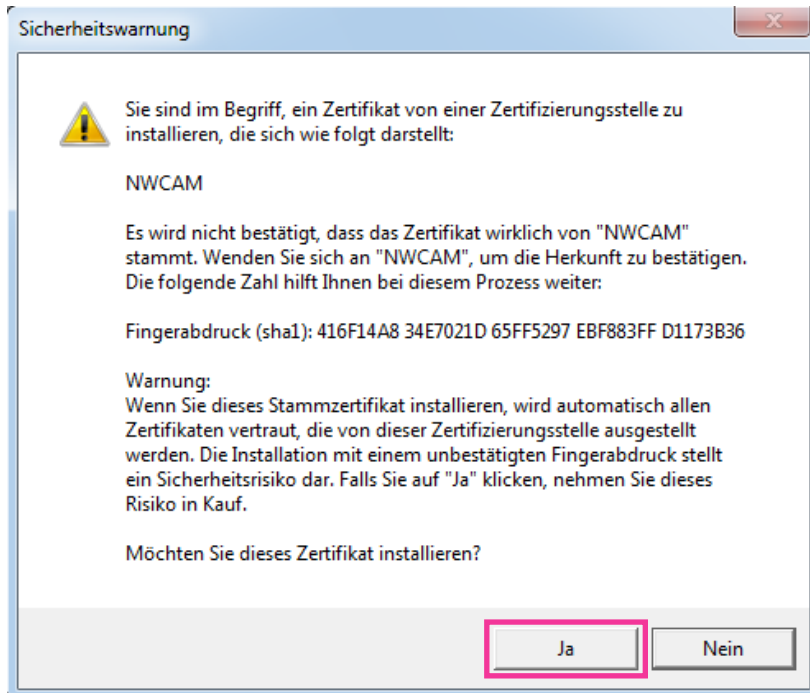 Sicherheitswarnung
Sie sind im Begriff, ein Zertifikat von einer Zertifizierungsstelle zu
installieren, die sich wie folgt darstellt:
NWCAM
Es wird nicht bestätigt, dass das Zertifikat wirklich von "NWCAM"
stammt. Wenden Sie sich an "NWCAM", um die Herkunft zu bestätigen.
Die folgende Zahl hilft Ihnen bei diesem Prozess weiter:
Fingerabdruck (sha1): 416F14A8 34E7021D 65FF5297 EBF883FF D1173B36
Warnung:
Wenn Sie dieses Stammzertifikat installieren, wird automatisch allen
Zertifikaten vertraut, die von dieser Zertifizierungsstelle ausgestellt
werden. Die Installation mit einem unbestätigten Fingerabdruck stellt
ein Sicherheitsrisiko dar. Falls Sie auf "Ja" klicken, nehmen Sie dieses
Risiko in Kauf.
Möchten Sie dieses Zertifikat installieren?
Ja
Nein